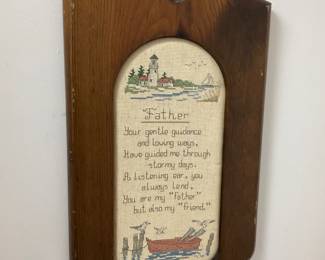 Father
Your gentle guidance
and loving ways,
Have guided me through
stormy days.
A listening ear, you
always lend,
You are my "Father"
but also my "Friend."